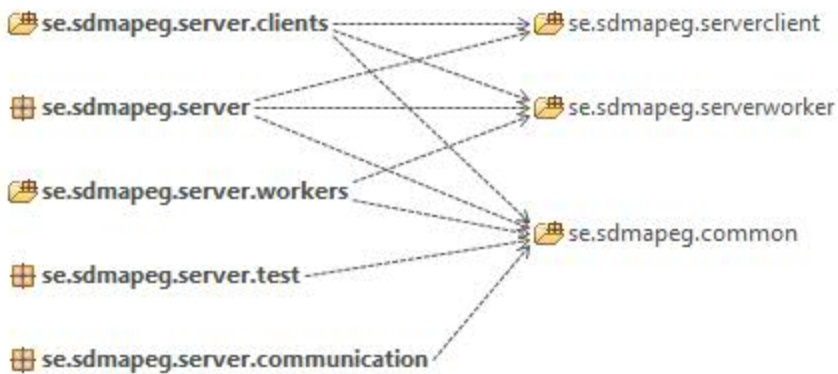 se.sdmapeg.server.clients
se.sdmapeg.serverclient
se.sdmapeg.server
se.sdmapeg.serverworker
se.sdmapeg.server.workers
se.sdmapeg.common
se.sdmapeg.server.test
se.sdmapeg.server.communication